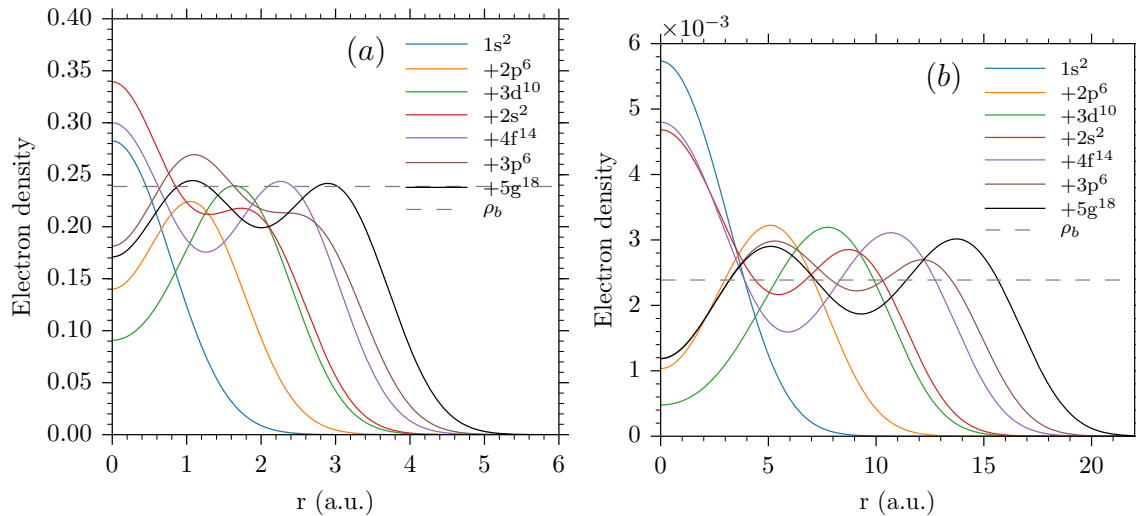 0.40
0.35
0.30
0.25
0.20
0.15
0.10
0.05
0.00
Electron density
(a)
1s²
+2p⁶
+3d¹⁰
+2s²
+4f¹⁴
+3p⁶
+5g¹⁸
ρ_b
0 1 2 3 4 5 6
r (a.u.)
×10⁻³
6
5
4
3
2
1
0
Electron density
(b)
1s²
+2p⁶
+3d¹⁰
+2s²
+4f¹⁴
+3p⁶
+5g¹⁸
ρ_b
0 5 10 15 20
r (a.u.)